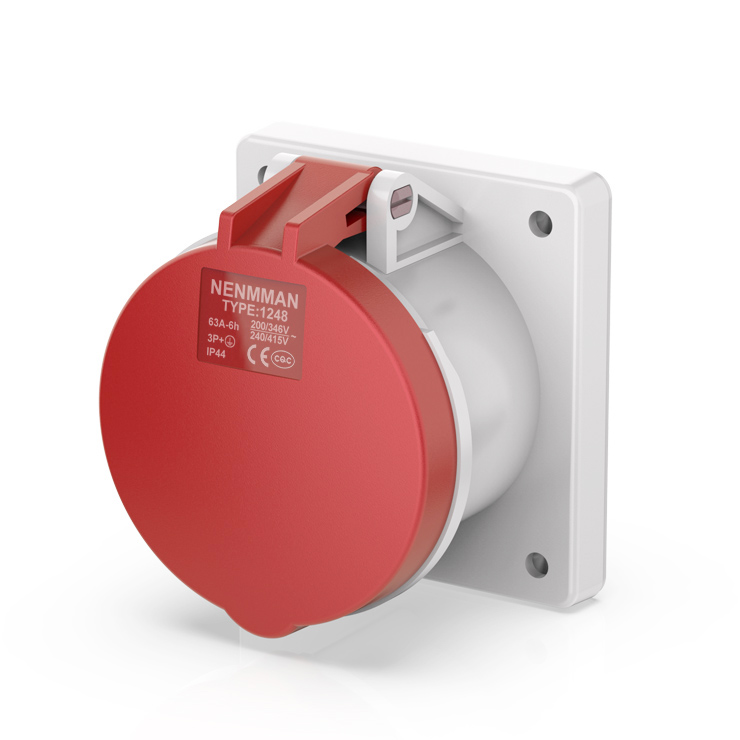 NENMMAN
TYPE:1248
63A-6h 200/346V~
240/415V
3P+⏚
IP44 CE CQC